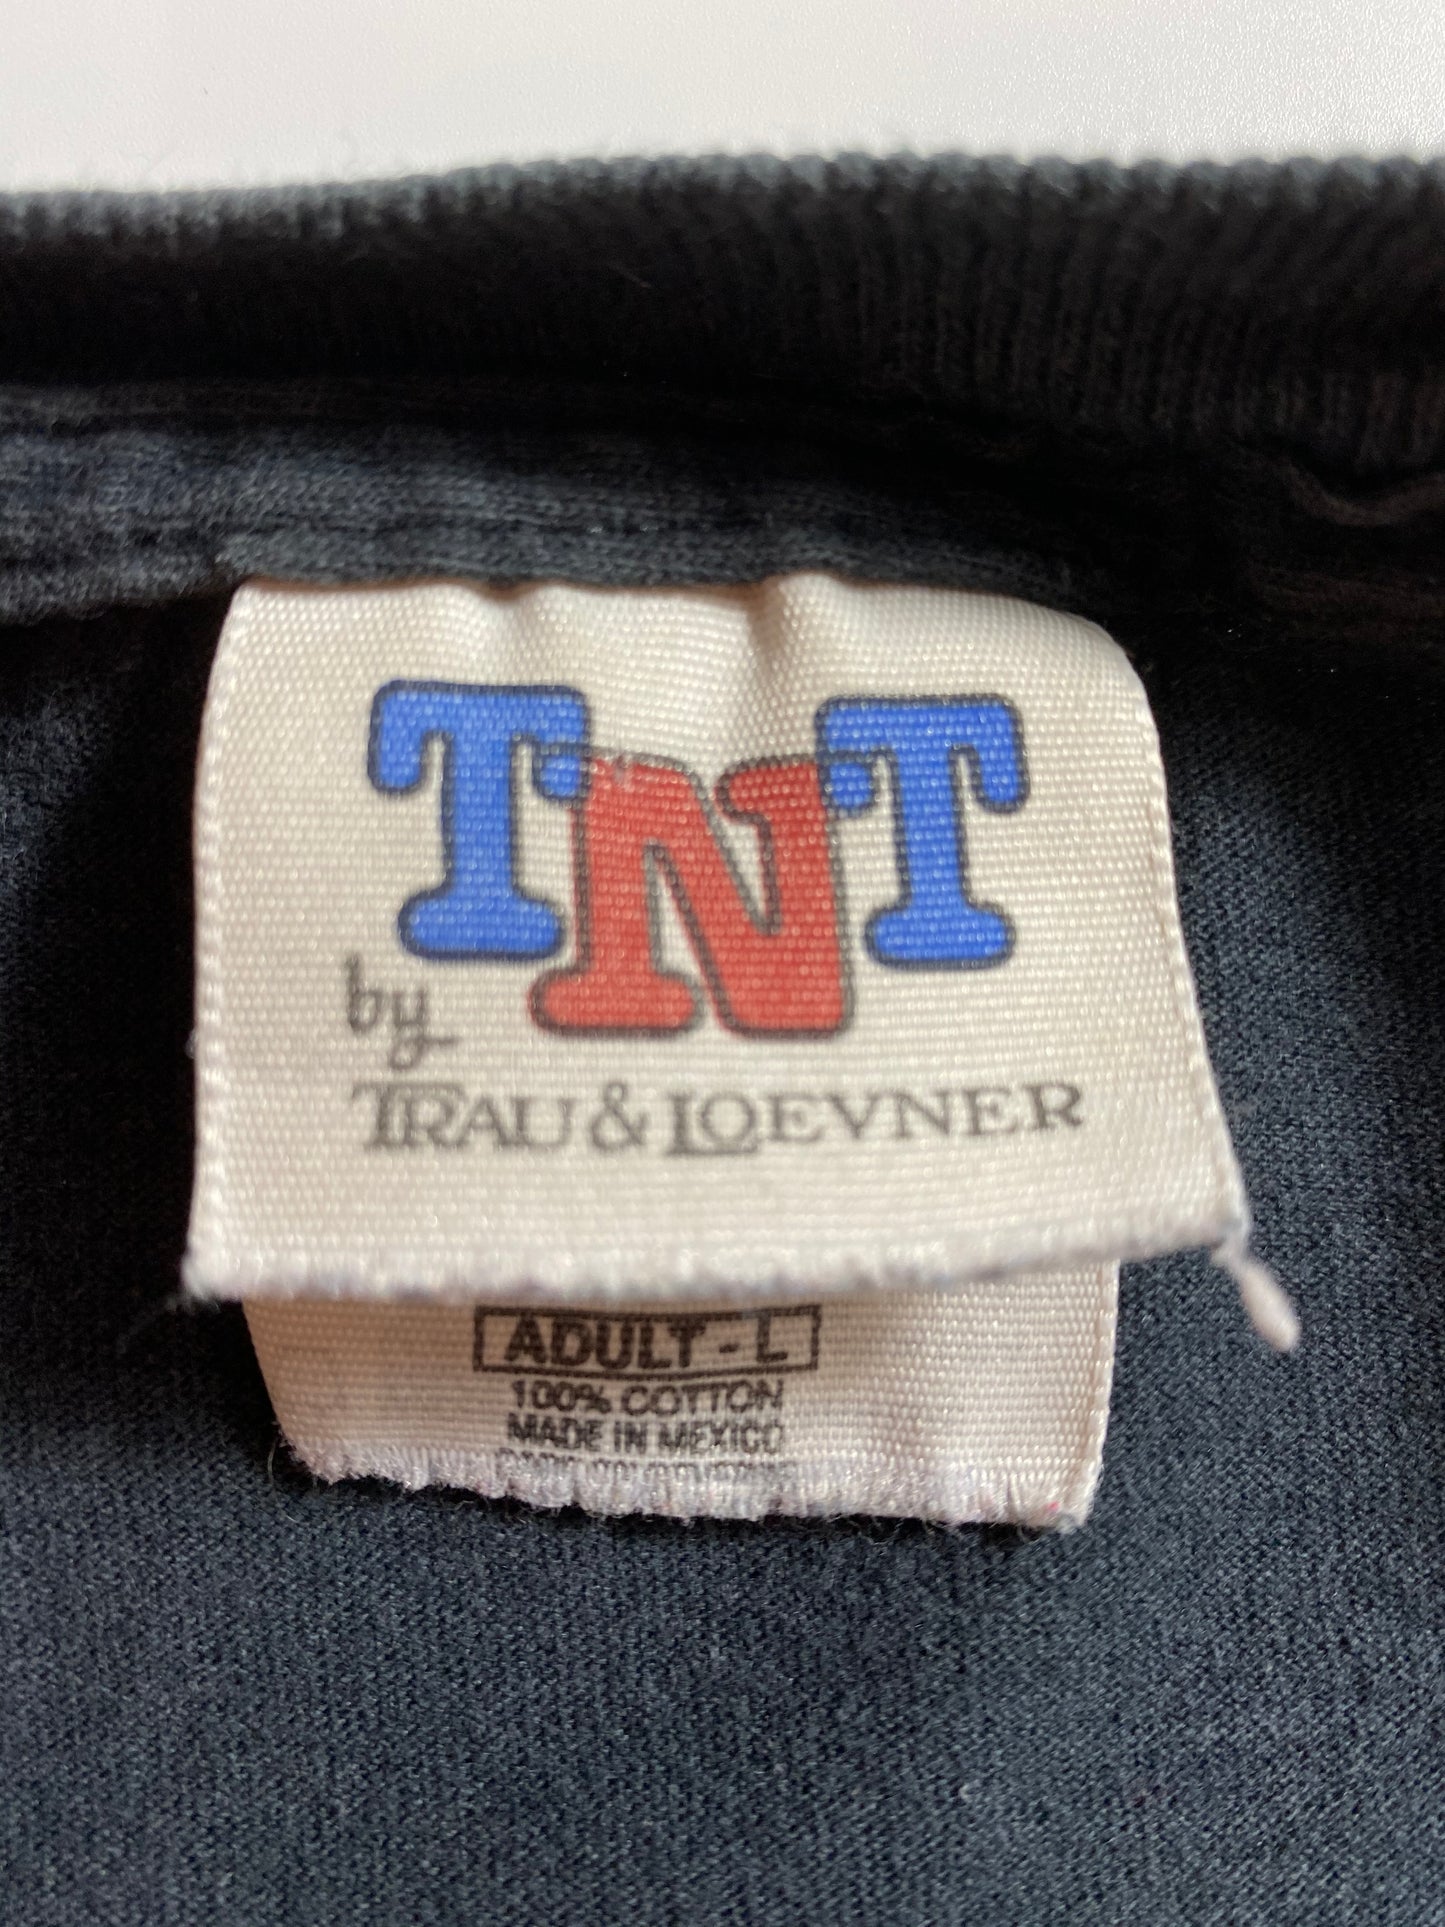 TNT
by
TRAU & LOEVNER
ADULT - L
100% COTTON
MADE IN MEXICO